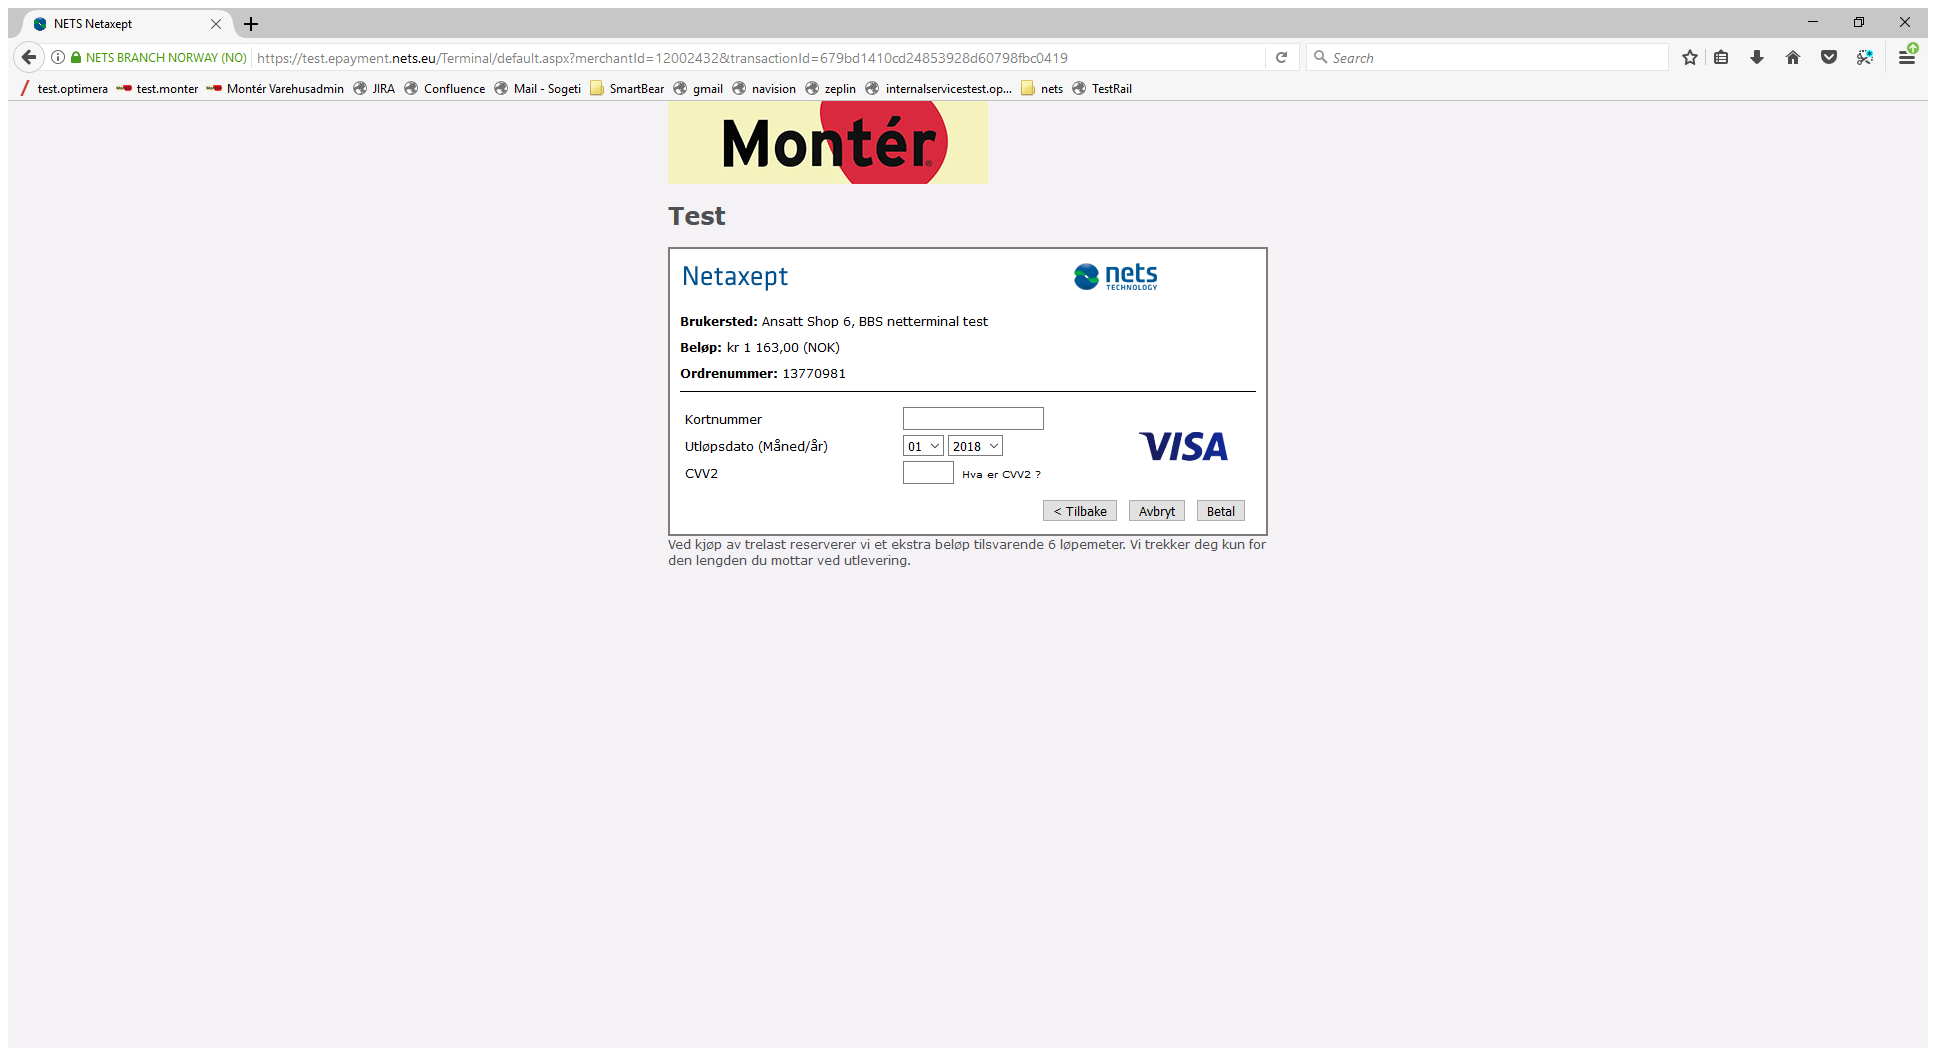 NETS Netaxept
NETS BRANCH NORWAY (NO) https://test.epayment.nets.eu/Terminal/default.aspx?merchantId=12002432&transactionId=679bd1410cd24853928d60798fbc0419 Search
test.optimera test.monter Montér Varehusadmin JIRA Confluence Mail - Sogeti SmartBear gmail navision zeplin internalservicestest.op... nets TestRail
Montér®
Test
Netaxept nets TECHNOLOGY
Brukersted: Ansatt Shop 6, BBS netterminal test
Beløp: kr 1 163,00 (NOK)
Ordrenummer: 13770981
Kortnummer
Utløpsdato (Måned/år) 01 2018 VISA
CVV2 Hva er CVV2 ?
< Tilbake Avbryt Betal
Ved kjøp av trelast reserverer vi et ekstra beløp tilsvarende 6 løpemeter. Vi trekker deg kun for
den lengden du mottar ved utlevering.